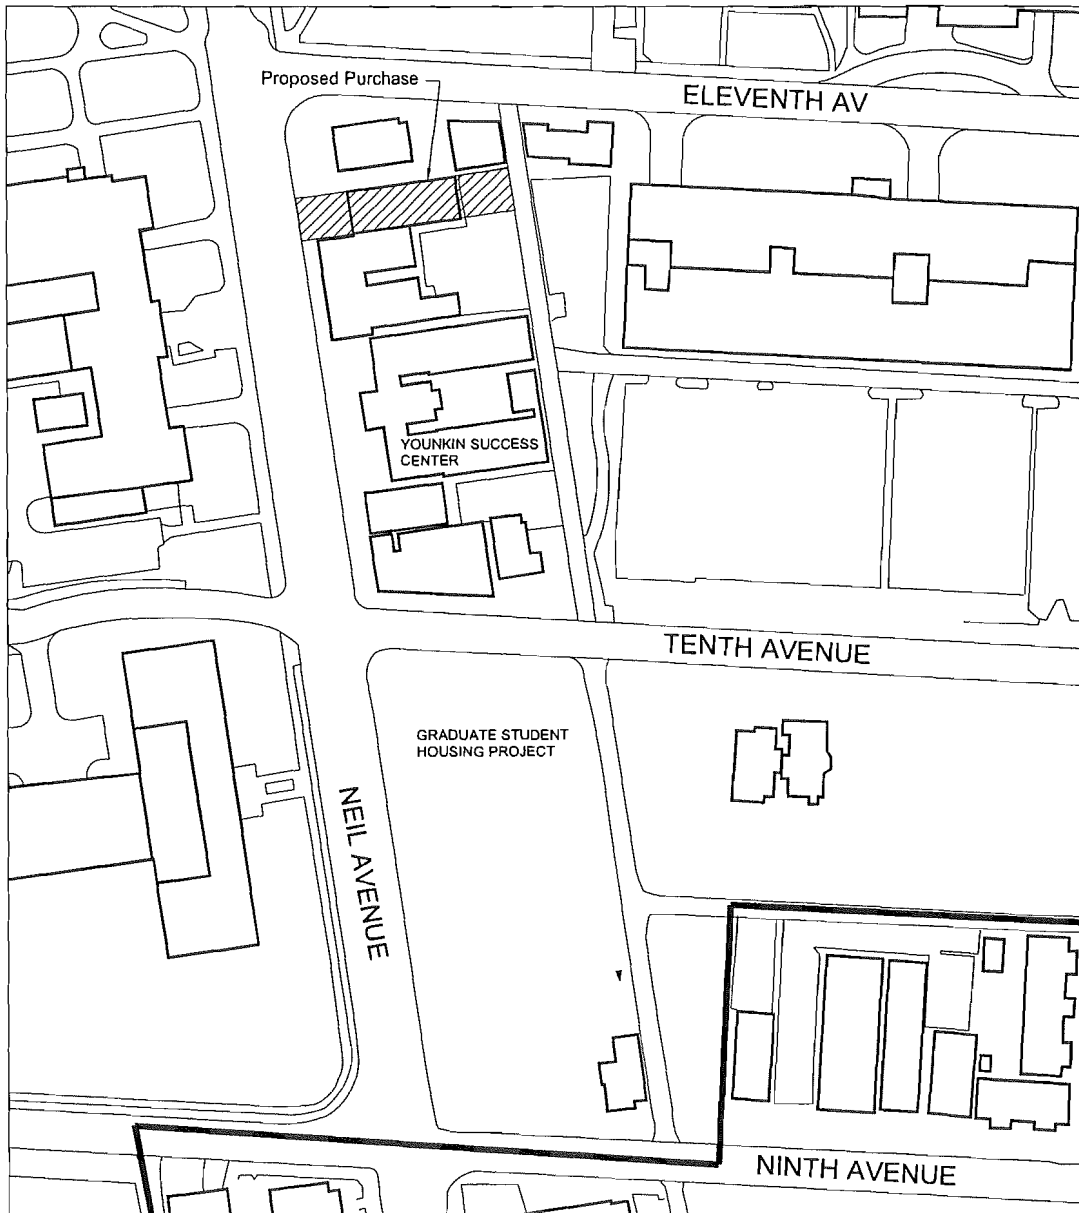 Proposed Purchase
ELEVENTH AV
YOUNKIN SUCCESS
CENTER
TENTH AVENUE
GRADUATE STUDENT
HOUSING PROJECT
NEIL AVENUE
NINTH AVENUE